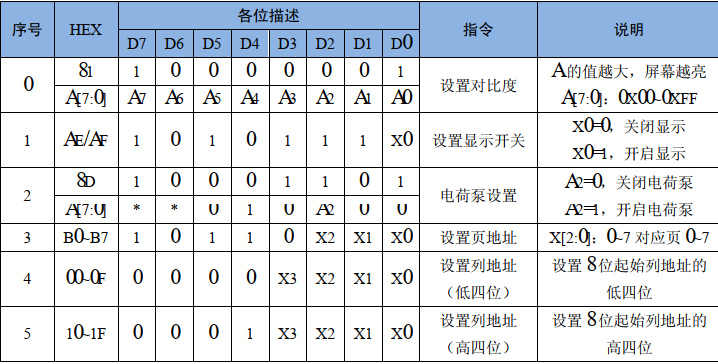 序号 HEX 各位描述 指令 说明
D7 D6 D5 D4 D3 D2 D1 D0
0 81 1 0 0 0 0 0 0 1 设置对比度 A的值越大，屏幕越亮
A[7:0] A7 A6 A5 A4 A3 A2 A1 A0 A[7:0]：0X00~0XFF
1 AE/AF 1 0 1 0 1 1 1 X0 设置显示开关 X0=0，关闭显示
X0=1，开启显示
2 8D 1 0 0 0 1 1 0 1 电荷泵设置 A2=0，关闭电荷泵
A[7:0] * * 0 1 0 A2 0 0 A2=1，开启电荷泵
3 B0~B7 1 0 1 1 0 X2 X1 X0 设置页地址 X[2:0]：0~7 对应页 0~7
4 00~0F 0 0 0 0 X3 X2 X1 X0 设置列地址 设置 8位起始列地址的
（低四位） 低四位
5 10~1F 0 0 0 1 X3 X2 X1 X0 设置列地址 设置 8位起始列地址的
（高四位） 高四位